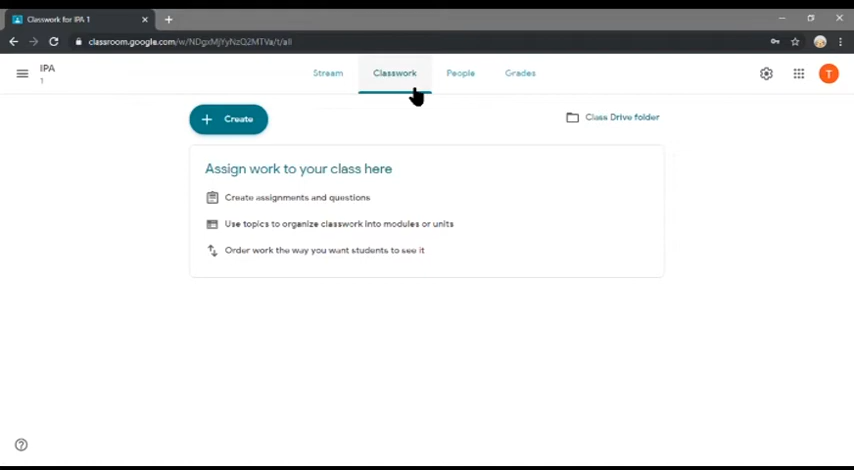 Classwork for IPA 1
classroom.google.com/w/NDgxMjYyNzQ2MTVa/t/all
IPA
1
Stream
Classwork
People
Grades
T
Create
Class Drive folder
Assign work to your class here
Create assignments and questions
Use topics to organize classwork into modules or units
Order work the way you want students to see it